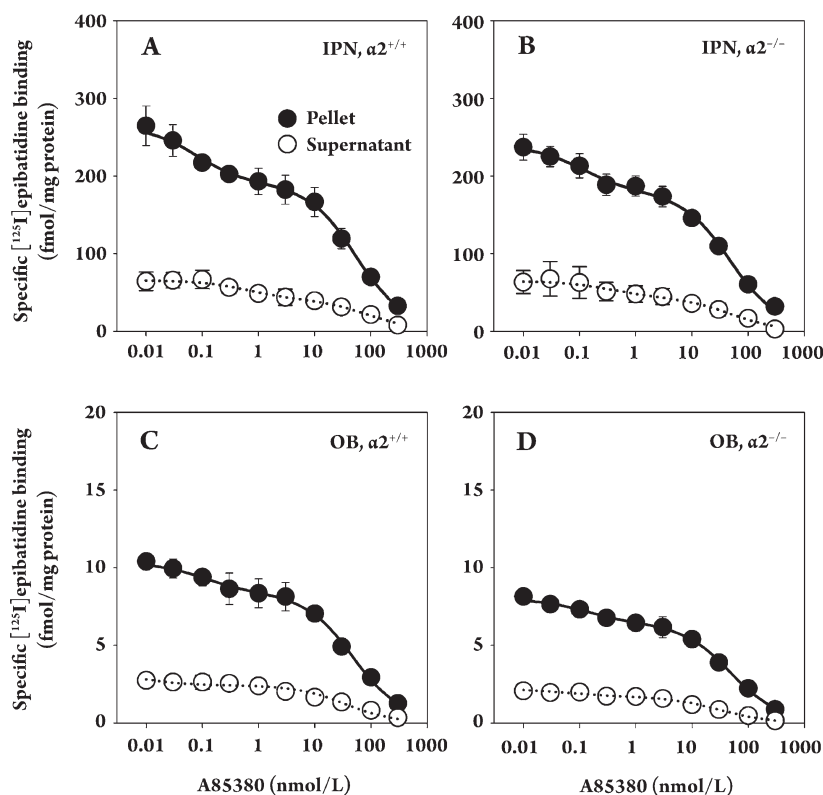 400
300
200
100
0
Specific [¹²⁵I]epibatidine binding
(fmol/mg protein)
A
IPN, α2⁺/⁺
Pellet
Supernatant
0.01 0.1 1 10 100 1000
400
300
200
100
0
B
IPN, α2⁻/⁻
0.01 0.1 1 10 100 1000
20
15
10
5
0
Specific [¹²⁵I]epibatidine binding
(fmol/mg protein)
C
OB, α2⁺/⁺
0.01 0.1 1 10 100 1000
A85380 (nmol/L)
20
15
10
5
0
D
OB, α2⁻/⁻
0.01 0.1 1 10 100 1000
A85380 (nmol/L)